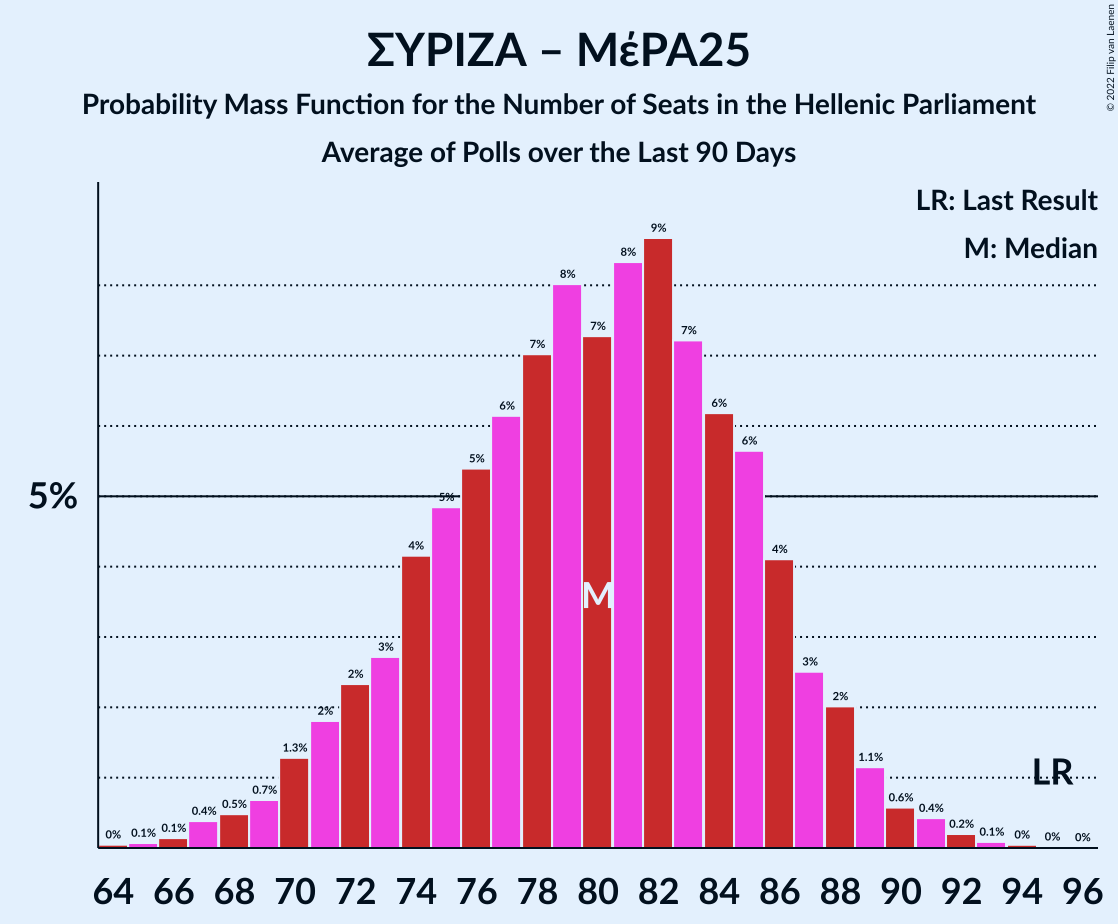 ΣΥΡΙΖΑ – ΜέΡΑ25
Probability Mass Function for the Number of Seats in the Hellenic Parliament
Average of Polls over the Last 90 Days
© 2022 Filip van Laenen
LR: Last Result
M: Median
5%
0% 0.1% 0.1% 0.4% 0.5% 0.7% 1.3% 2% 2% 3% 4% 5% 5% 6% 7% 8% 7% 8% 9% 7% 6% 6% 4% 3% 2% 1.1% 0.6% 0.4% 0.2% 0.1% 0% 0% 0%
M
LR
64 66 68 70 72 74 76 78 80 82 84 86 88 90 92 94 96